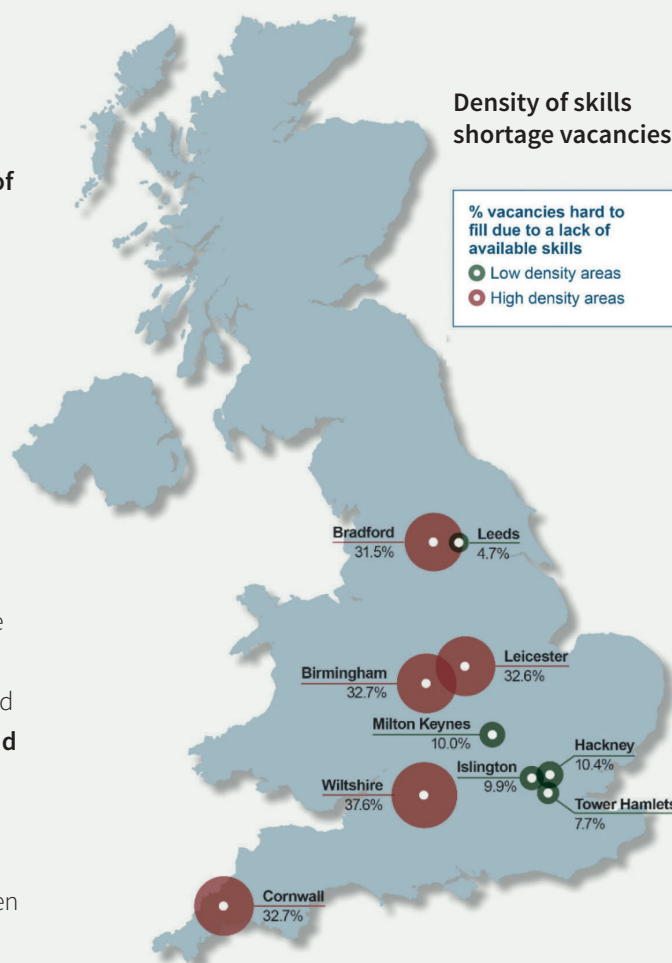 Density of skills
shortage vacancies
of
% vacancies hard to
fill due to a lack of
available skills
Low density areas
High density areas
Bradford
31.5%
Leeds
4.7%
e
Leicester
32.6%
Birmingham
32.7%
d
Milton Keynes
10.0%
d
Hackney
10.4%
Islington
9.9%
Wiltshire
37.6%
Tower Hamlets
7.7%
en
Cornwall
32.7%